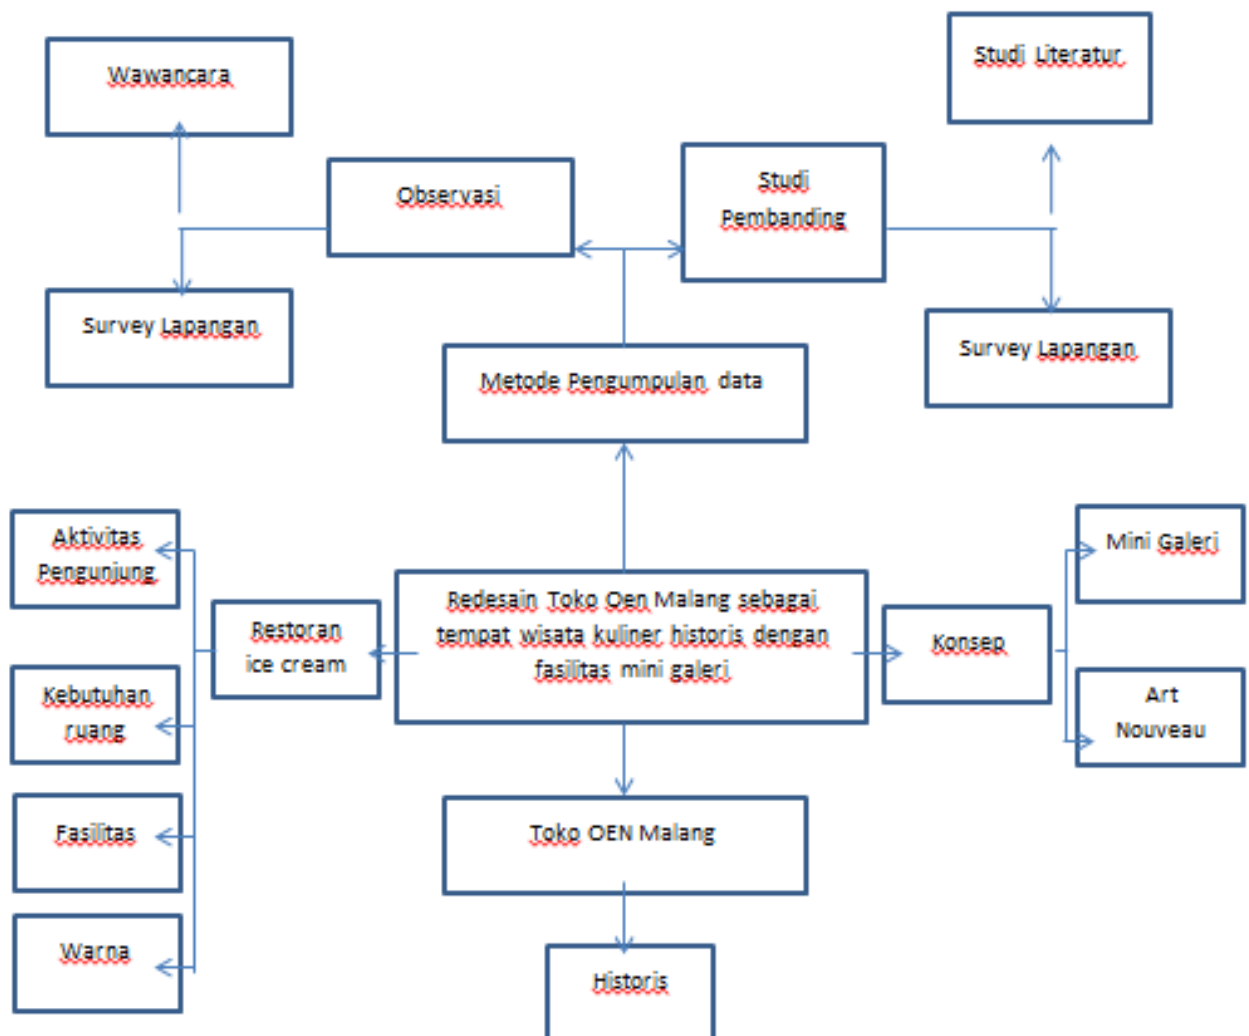 Wawancara
Studi Literatur
Observasi
Studi
Pembanding
Survey Lapangan
Survey Lapangan
Metode Pengumpulan data
Aktivitas
Pengunjung
Mini Galeri
Redesain Toko Oen Malang sebagai
tempat wisata kuliner historis dengan
fasilitas mini galeri
Restoran
ice cream
Konsep
Kebutuhan
ruang
Art
Nouveau
Fasilitas
Toko OEN Malang
Warna
Historis